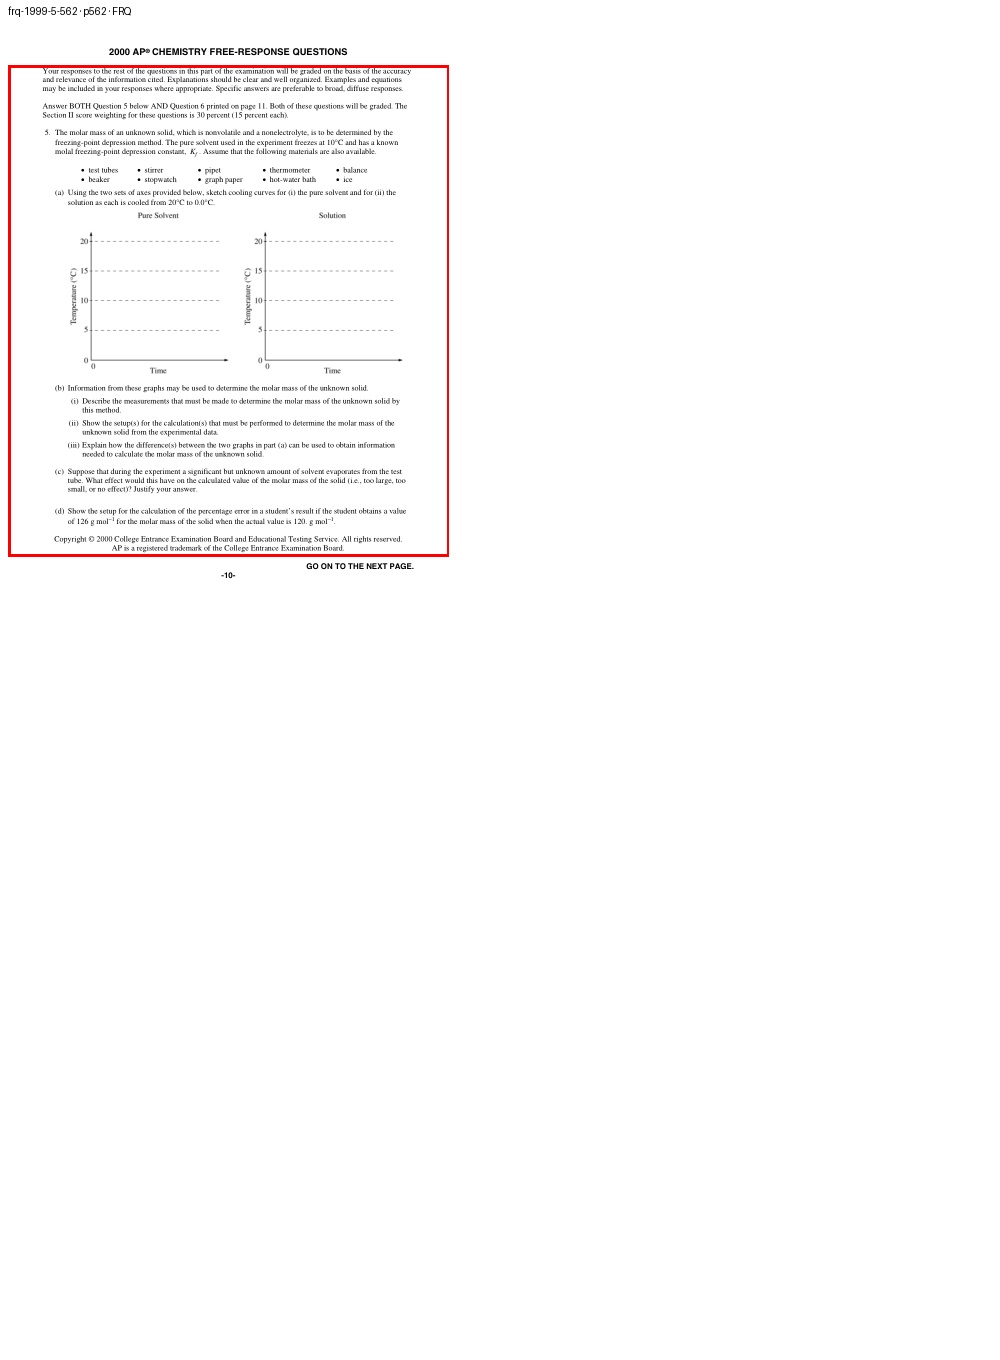 frq-1999-5-562 · p562 · FRQ
2000 AP® CHEMISTRY FREE-RESPONSE QUESTIONS
Your responses to the rest of the questions in this part of the examination will be graded on the basis of the accuracy
and relevance of the information cited. Explanations should be clear and well organized. Examples and equations
may be included in your responses where appropriate. Specific answers are preferable to broad, diffuse responses.
Answer BOTH Question 5 below AND Question 6 printed on page 11. Both of these questions will be graded. The
Section II score weighting for these questions is 30 percent (15 percent each).
5. The molar mass of an unknown solid, which is nonvolatile and a nonelectrolyte, is to be determined by the
freezing-point depression method. The pure solvent used in the experiment freezes at 10°C and has a known
molal freezing-point depression constant, Kf. Assume that the following materials are also available.
• test tubes • stirrer • pipet • thermometer • balance
• beaker • stopwatch • graph paper • hot-water bath • ice
(a) Using the two sets of axes provided below, sketch cooling curves for (i) the pure solvent and for (ii) the
solution as each is cooled from 20°C to 0.0°C.
Pure Solvent Solution
20 20
15 15
10 10
5 5
0 0
Temperature (°C) Temperature (°C)
0 0
Time Time
(b) Information from these graphs may be used to determine the molar mass of the unknown solid.
(i) Describe the measurements that must be made to determine the molar mass of the unknown solid by
this method.
(ii) Show the setup(s) for the calculation(s) that must be performed to determine the molar mass of the
unknown solid from the experimental data.
(iii) Explain how the difference(s) between the two graphs in part (a) can be used to obtain information
needed to calculate the molar mass of the unknown solid.
(c) Suppose that during the experiment a significant but unknown amount of solvent evaporates from the test
tube. What effect would this have on the calculated value of the molar mass of the solid (i.e., too large, too
small, or no effect)? Justify your answer.
(d) Show the setup for the calculation of the percentage error in a student's result if the student obtains a value
of 126 g mol⁻¹ for the molar mass of the solid when the actual value is 120. g mol⁻¹.
Copyright © 2000 College Entrance Examination Board and Educational Testing Service. All rights reserved.
AP is a registered trademark of the College Entrance Examination Board.
GO ON TO THE NEXT PAGE.
-10-